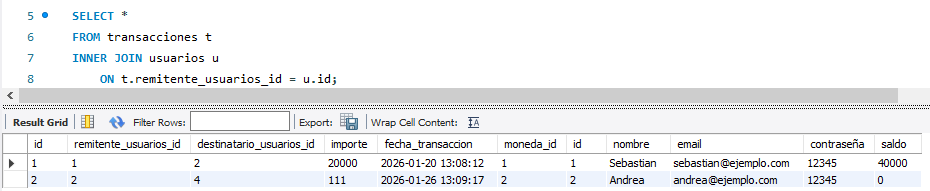 5 SELECT *
6 FROM transacciones t
7 INNER JOIN usuarios u
8 ON t.remitente_usuarios_id = u.id;
Result Grid Filter Rows: Export: Wrap Cell Content:
id remitente_usuarios_id destinatario_usuarios_id importe fecha_transaccion moneda_id id nombre email contraseña saldo
1 1 2 20000 2026-01-20 13:08:12 1 1 Sebastian sebastian@ejemplo.com 12345 40000
2 2 4 111 2026-01-26 13:09:17 2 2 Andrea andrea@ejemplo.com 12345 0